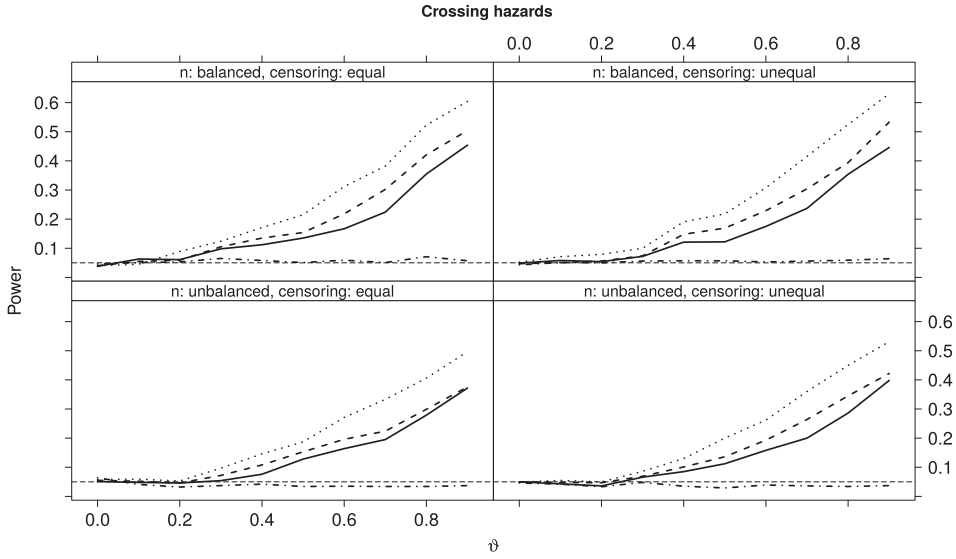 Crossing hazards
0.0 0.2 0.4 0.6 0.8
n: balanced, censoring: equal n: balanced, censoring: unequal
0.6
0.5
0.4
0.3
0.2
0.1
Power
n: unbalanced, censoring: equal n: unbalanced, censoring: unequal
0.6
0.5
0.4
0.3
0.2
0.1
0.0 0.2 0.4 0.6 0.8
ϑ